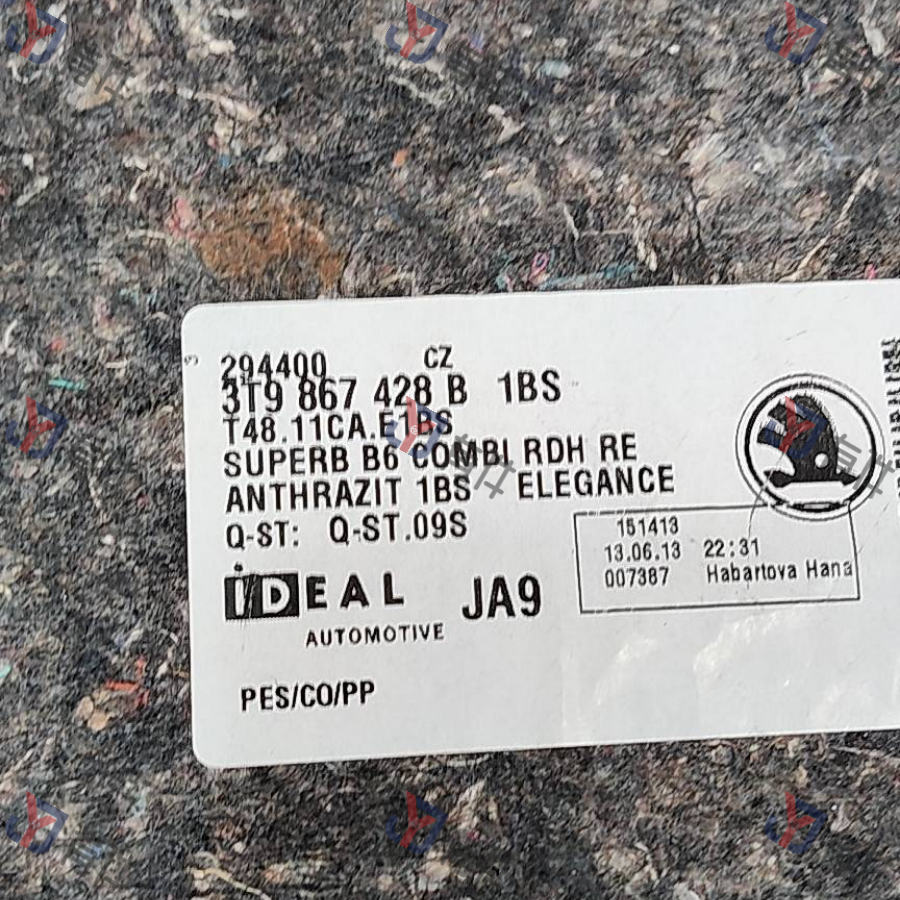 294400 CZ
3T9 867 428 B 1BS
T48.11CA.E1BS
SUPERB B6 COMBI RDH RE
ANTHRAZIT 1BS ELEGANCE
Q-ST: Q-ST.09S
151413
13.06.13 22:31
007387 Habartova Hana
iDEAL JA9
AUTOMOTIVE
PES/CO/PP